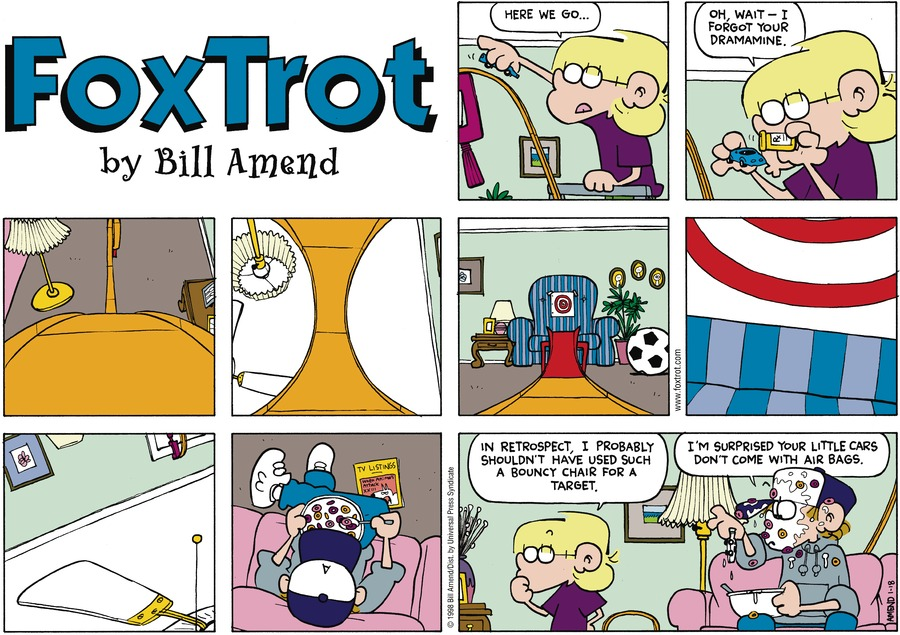 FoxTrot
by Bill Amend
HERE WE GO...
OH, WAIT — I
FORGOT YOUR
DRAMAMINE.
www.foxtrot.com
TV LISTINGS
© 1998 Bill Amend/Dist. by Universal Press Syndicate
IN RETROSPECT, I PROBABLY
SHOULDN'T HAVE USED SUCH
A BOUNCY CHAIR FOR A
TARGET.
I'M SURPRISED YOUR LITTLE CARS
DON'T COME WITH AIR BAGS.
AMEND 1-18